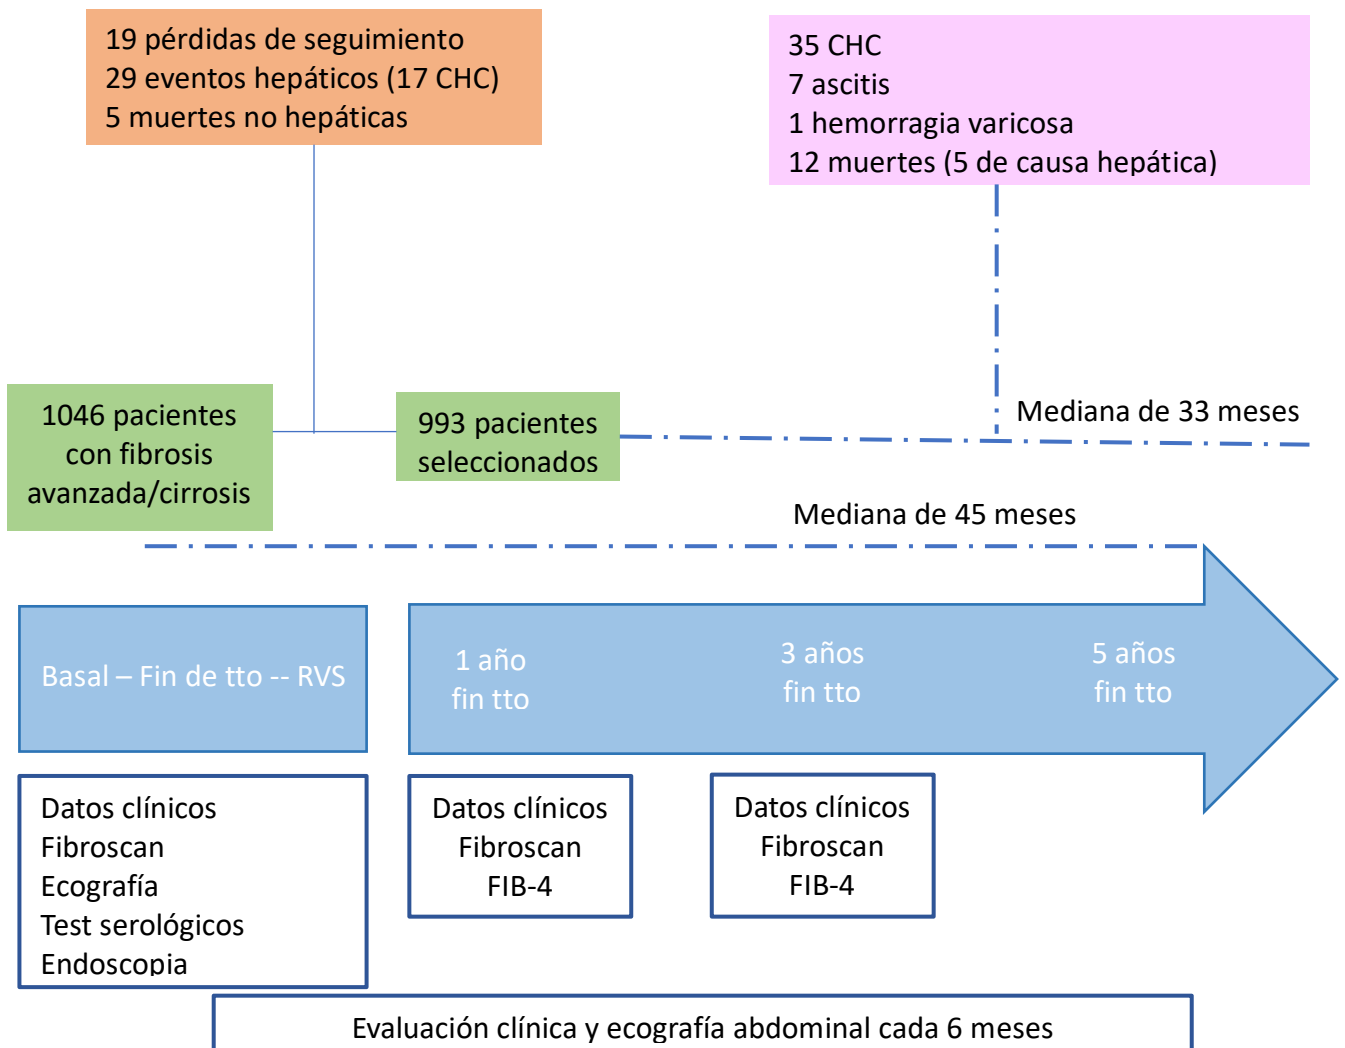 19 pérdidas de seguimiento
29 eventos hepáticos (17 CHC)
5 muertes no hepáticas
35 CHC
7 ascitis
1 hemorragia varicosa
12 muertes (5 de causa hepática)
1046 pacientes
con fibrosis
avanzada/cirrosis
993 pacientes
seleccionados
Mediana de 33 meses
Mediana de 45 meses
Basal – Fin de tto -- RVS
1 año
fin tto
3 años
fin tto
5 años
fin tto
Datos clínicos
Fibroscan
Ecografía
Test serológicos
Endoscopia
Datos clínicos
Fibroscan
FIB-4
Datos clínicos
Fibroscan
FIB-4
Evaluación clínica y ecografía abdominal cada 6 meses